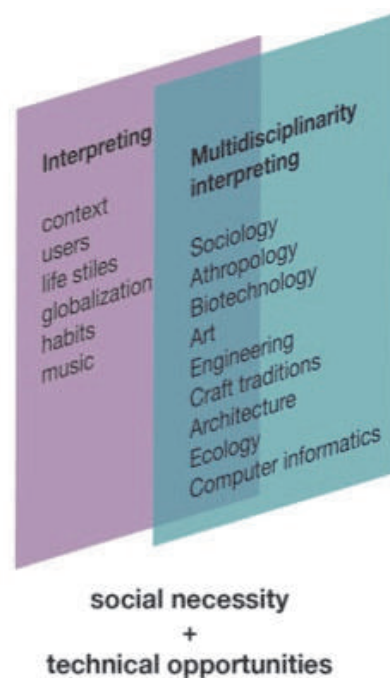 Interpreting
context
users
life stiles
globalization
habits
music
Multidisciplinarity
interpreting
Sociology
Athropology
Biotechnology
Art
Engineering
Craft traditions
Architecture
Ecology
Computer informatics
social necessity
+
technical opportunities